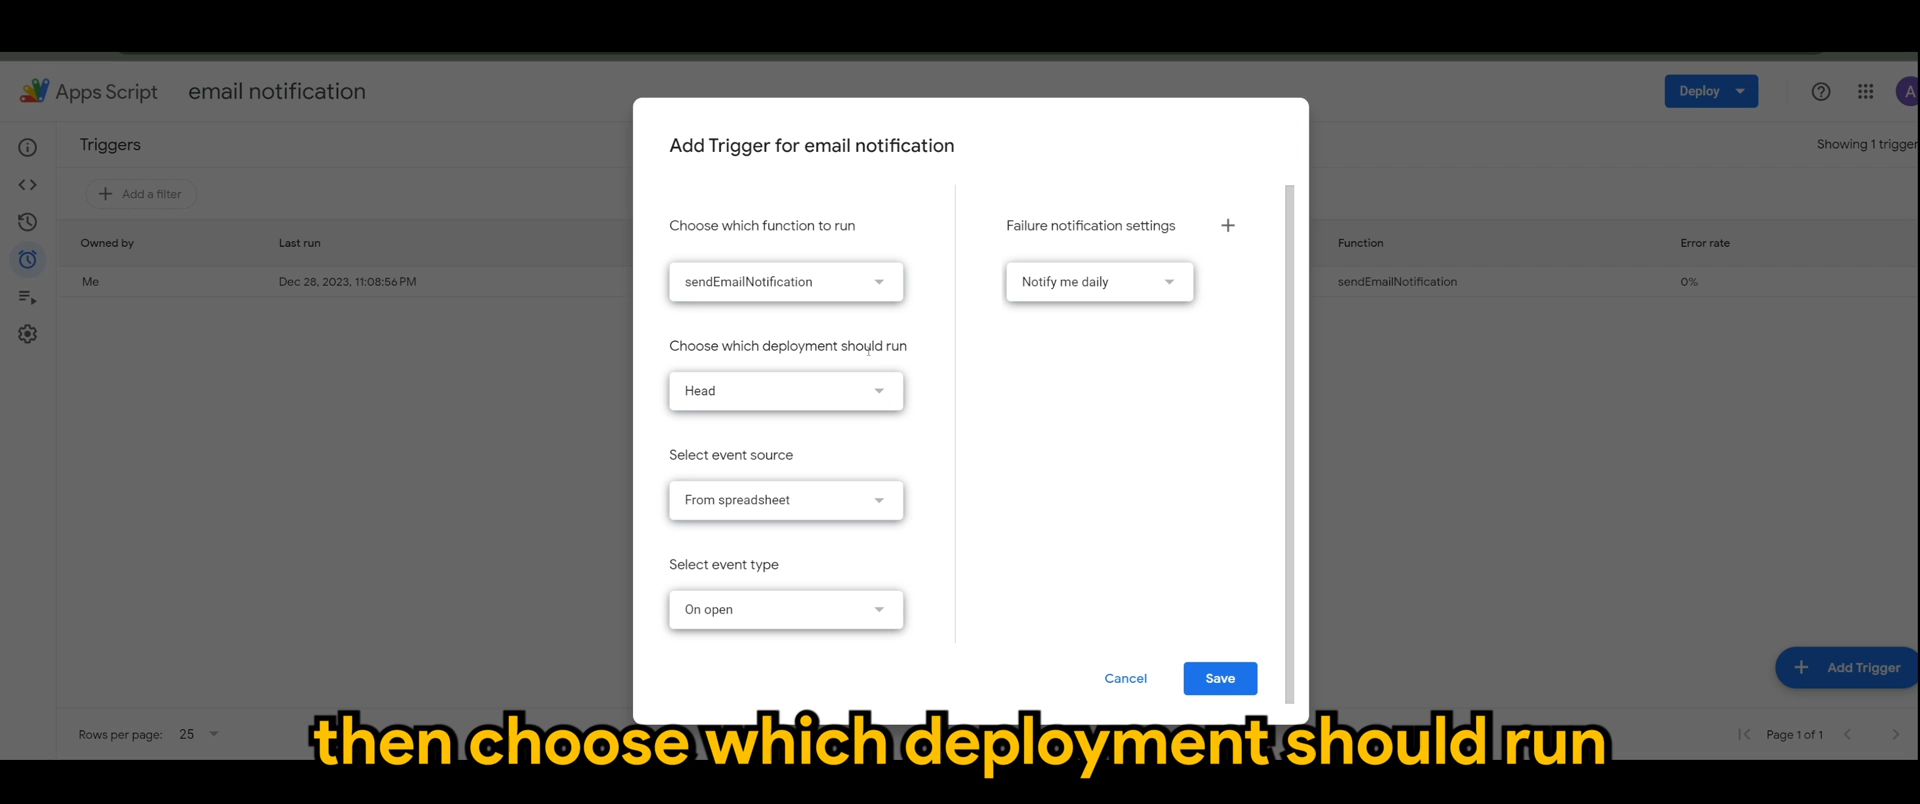 Apps Script
email notification
Deploy
A
Triggers
Showing 1 trigger
Add a filter
Owned by
Last run
Function
Error rate
Me
Dec 28, 2023, 11:08:56 PM
sendEmailNotification
0%
Add Trigger for email notification
Choose which function to run
sendEmailNotification
Choose which deployment should run
Head
Select event source
From spreadsheet
Select event type
On open
Failure notification settings
Notify me daily
Cancel
Save
Add Trigger
Rows per page: 25
Page 1 of 1
then choose which deployment should run